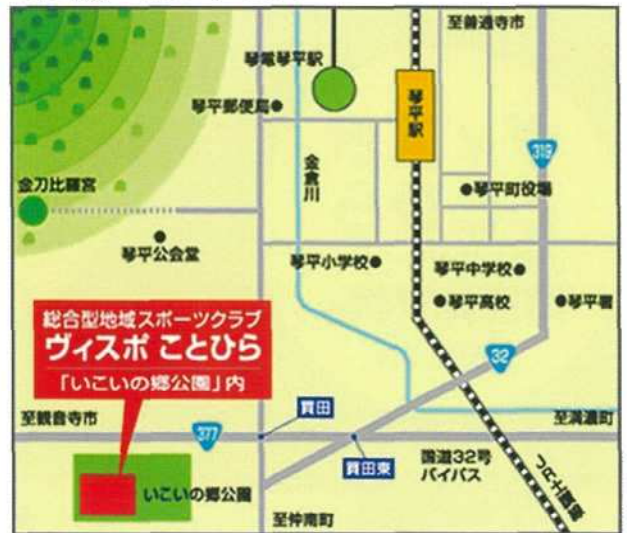 至善通寺市
琴電琴平駅
琴平駅
琴平郵便局
319
金倉川
金刀比羅宮
琴平町役場
琴平公会堂
琴平小学校
琴平中学校
琴平高校
琴平署
総合型地域スポーツクラブ
ヴィスポ ことひら
「いこいの郷公園」内
32
至観音寺市
買田
至満濃町
377
買田東
国道32号
バイパス
JR土讃線
いこいの郷公園
至仲南町